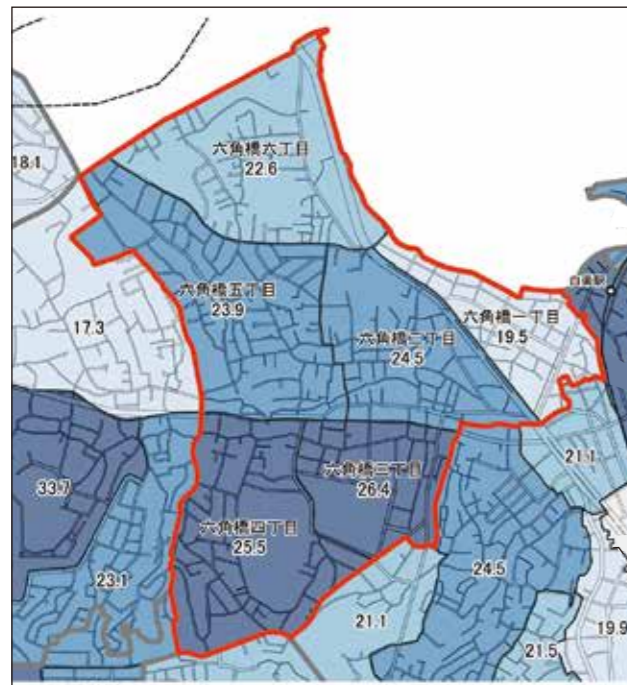 18.1
六角橋六丁目
22.6
白楽駅
六角橋五丁目
23.9
六角橋一丁目
19.5
17.3
六角橋二丁目
24.5
21.1
六角橋三丁目
26.4
33.7
六角橋四丁目
25.5
24.5
23.1
21.1
21.5
19.9